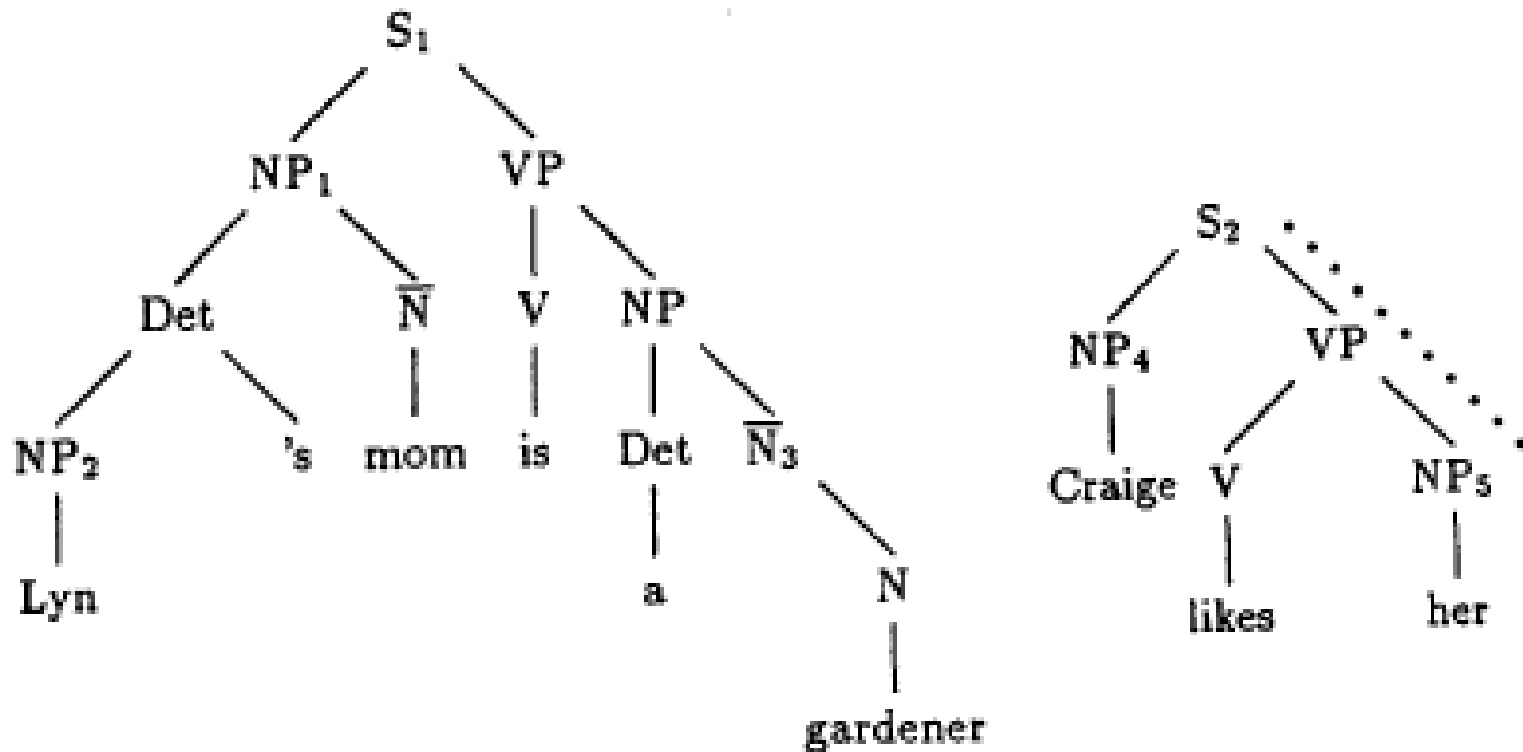 S₁
NP₁ VP
S₂
Det N̅ V NP
NP₄ VP
NP₂ 's mom is Det N̅₃
Craige V NP₅
Lyn a N
likes her
gardener